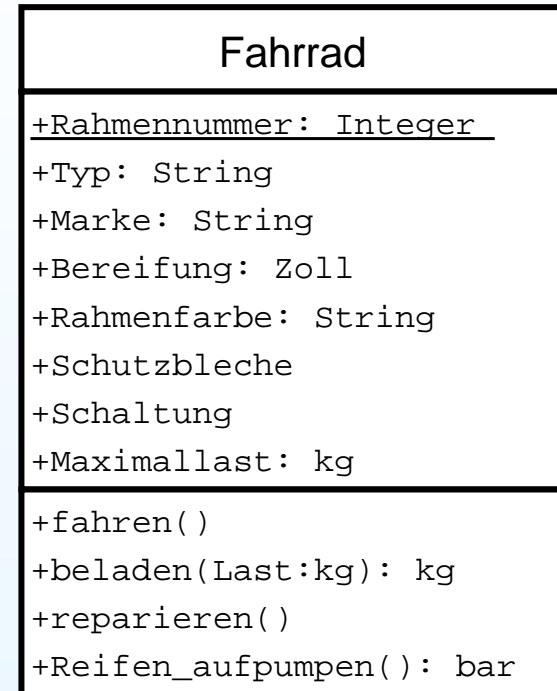 Fahrrad
+Rahmennummer: Integer
+Typ: String
+Marke: String
+Bereifung: Zoll
+Rahmenfarbe: String
+Schutzbleche
+Schaltung
+Maximallast: kg
+fahren()
+beladen(Last:kg): kg
+reparieren()
+Reifen_aufpumpen(): bar